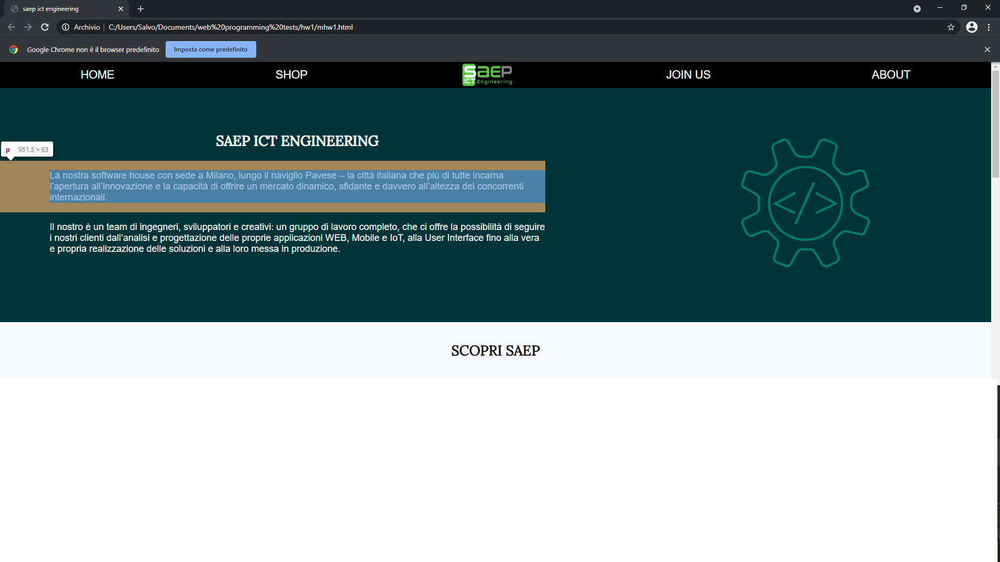 saep ict engineering
Archivio
C:/Users/Salvo/Documents/web%20programming%20tests/hw1/mhw1.html
Google Chrome non è il browser predefinito
Imposta come predefinito
HOME
SHOP
saeP
ICT Engineering
JOIN US
ABOUT
SAEP ICT ENGINEERING
p 951.5 × 63
La nostra software house con sede a Milano, lungo il naviglio Pavese – la città italiana che più di tutte incarna
l’apertura all’innovazione e la capacità di offrire un mercato dinamico, sfidante e davvero all’altezza dei concorrenti
internazionali.
Il nostro è un team di ingegneri, sviluppatori e creativi: un gruppo di lavoro completo, che ci offre la possibilità di seguire
i nostri clienti dall’analisi e progettazione delle proprie applicazioni WEB, Mobile e IoT, alla User Interface fino alla vera
e propria realizzazione delle soluzioni e alla loro messa in produzione.
</>
SCOPRI SAEP